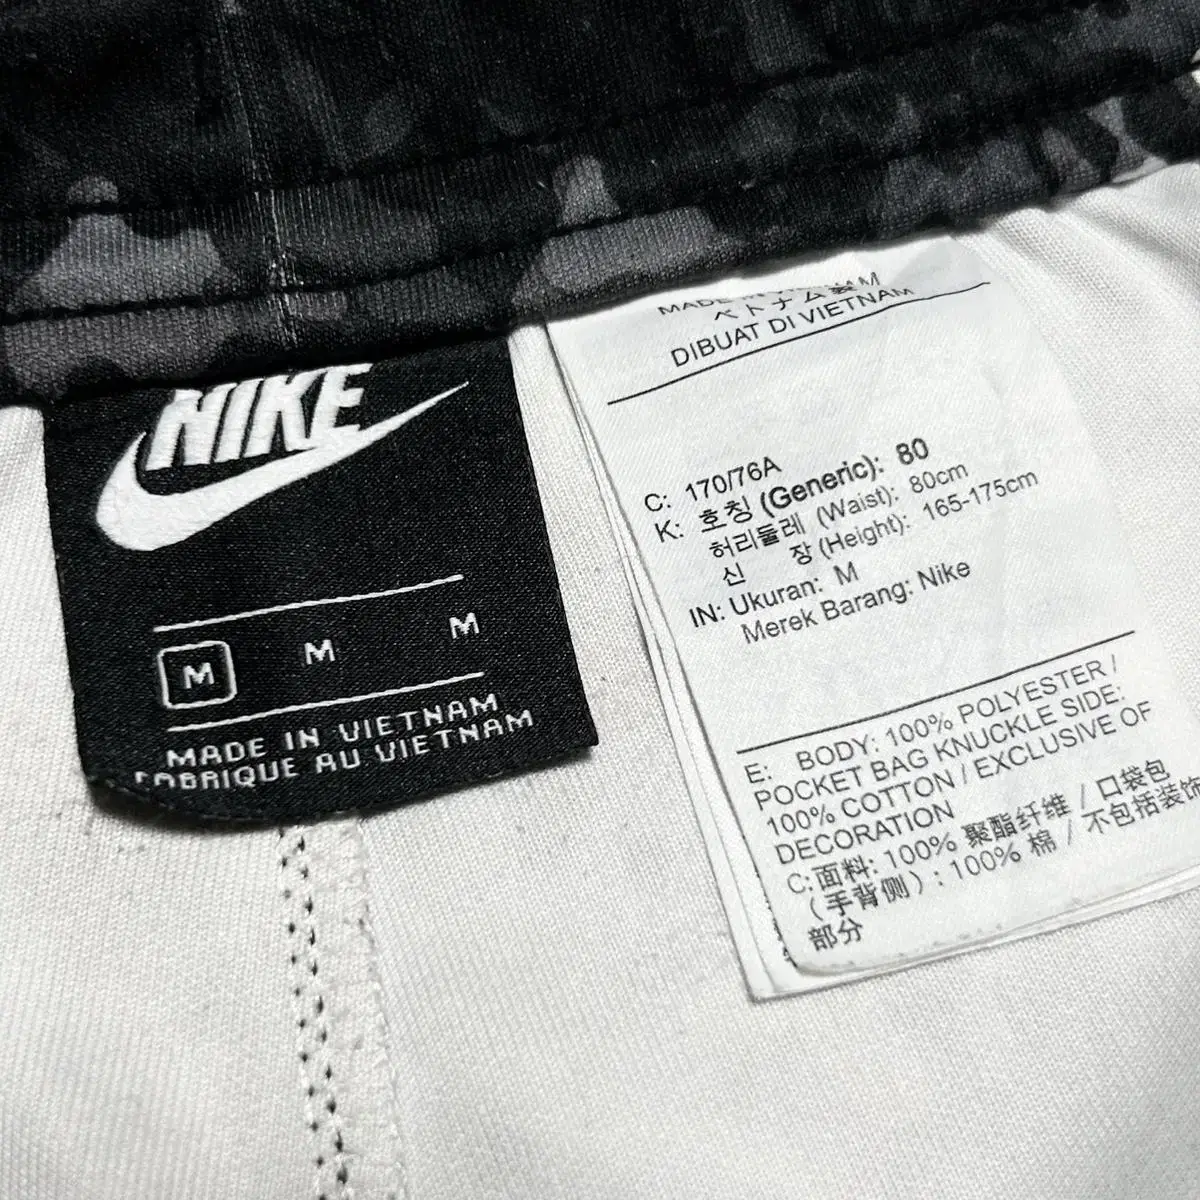 NIKE
M M M
MADE IN VIETNAM
FABRIQUE AU VIETNAM
MADE IN VIETNAM
ベトナム製
DIBUAT DI VIETNAM
C: 170/76A
K: 호칭 (Generic): 80
허리둘레 (Waist): 80cm
신 장 (Height): 165-175cm
IN: Ukuran: M
Merek Barang: Nike
E: BODY: 100% POLYESTER /
POCKET BAG KNUCKLE SIDE:
100% COTTON / EXCLUSIVE OF
DECORATION
C: 面料: 100% 聚酯纤维 / 口袋包
（手背侧）: 100% 棉 / 不包括装饰
部分